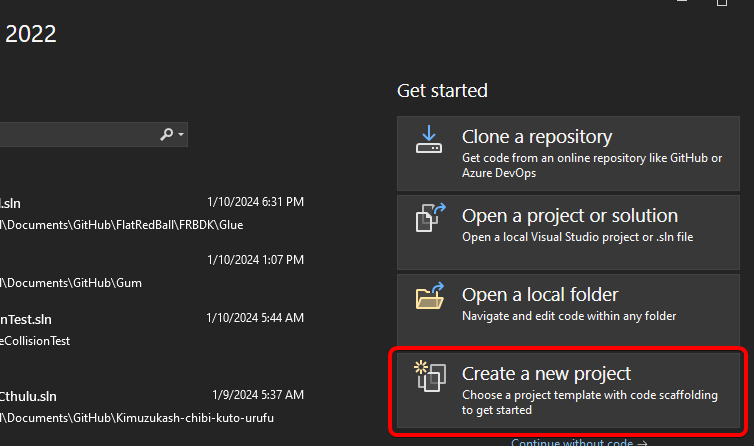 2022
Get started
Clone a repository
Get code from an online repository like GitHub or
Azure DevOps
Open a project or solution
Open a local Visual Studio project or .sln file
Open a local folder
Navigate and edit code within any folder
Create a new project
Choose a project template with code scaffolding
to get started
Continue without code →
l.sln 1/10/2024 6:31 PM
l\Documents\GitHub\FlatRedBall\FRBDK\Glue
1/10/2024 1:07 PM
l\Documents\GitHub\Gum
nTest.sln 1/10/2024 5:44 AM
eCollisionTest
Cthulu.sln 1/9/2024 5:37 AM
l\Documents\GitHub\Kimuzukash-chibi-kuto-urufu